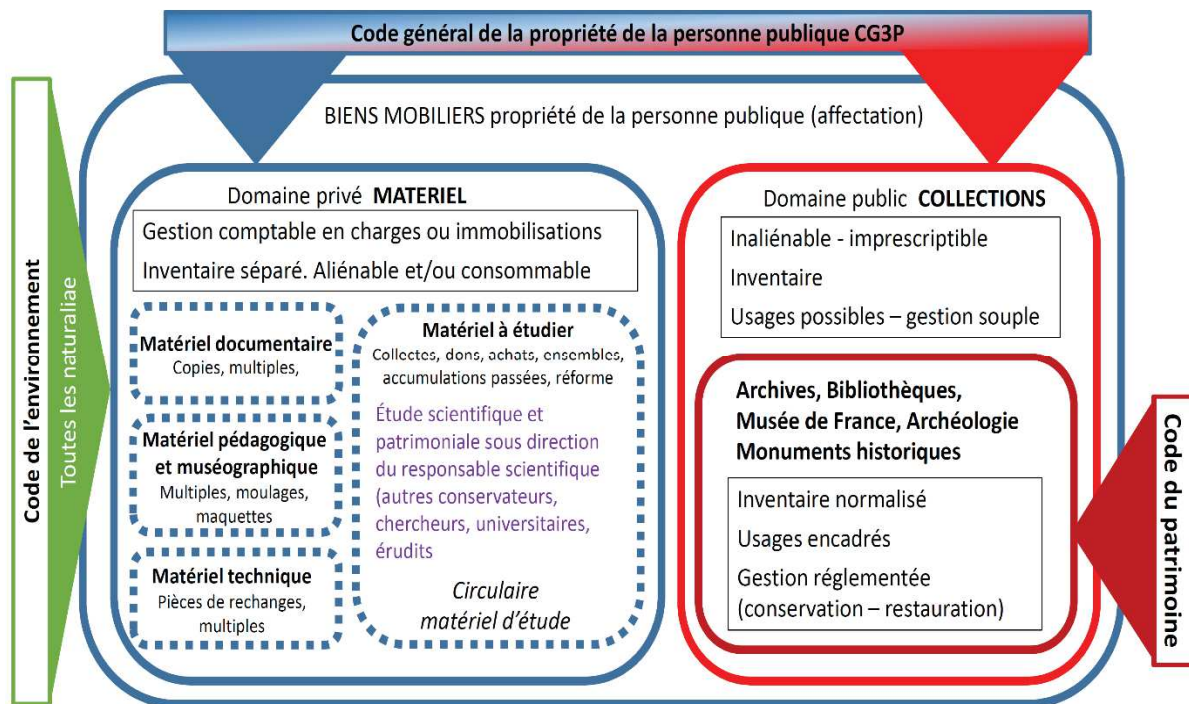 Code général de la propriété de la personne publique CG3P
Code de l'environnement
Toutes les naturaliae
BIENS MOBILIERS propriété de la personne publique (affectation)
Domaine privé MATERIEL
Gestion comptable en charges ou immobilisations
Inventaire séparé. Aliénable et/ou consommable
Matériel documentaire
Copies, multiples,
Matériel pédagogique
et muséographique
Multiples, moulages,
maquettes
Matériel technique
Pièces de rechanges,
multiples
Matériel à étudier
Collectes, dons, achats, ensembles,
accumulations passées, réforme
Étude scientifique et
patrimoniale sous direction
du responsable scientifique
(autres conservateurs,
chercheurs, universitaires,
érudits
Circulaire
matériel d'étude
Domaine public COLLECTIONS
Inaliénable - imprescriptible
Inventaire
Usages possibles – gestion souple
Archives, Bibliothèques,
Musée de France, Archéologie
Monuments historiques
Inventaire normalisé
Usages encadrés
Gestion réglementée
(conservation – restauration)
Code du patrimoine